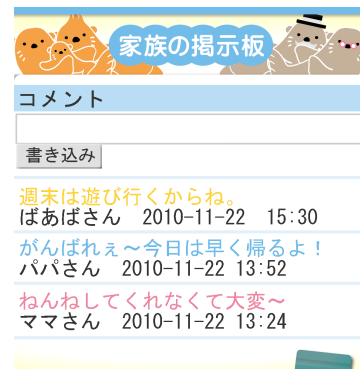 家族の掲示板
コメント
書き込み
週末は遊び行くからね。
ばあばさん 2010-11-22 15:30
がんばれぇ～今日は早く帰るよ！
パパさん 2010-11-22 13:52
ねんねしてくれなくて大変～
ママさん 2010-11-22 13:24